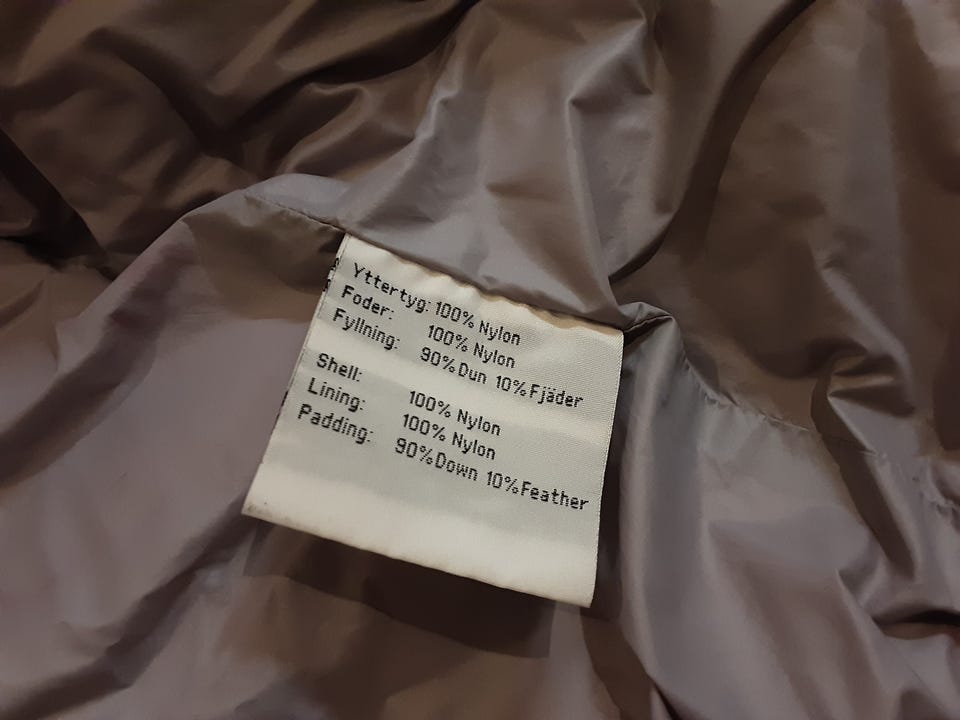 Yttertyg: 100% Nylon
Foder: 100% Nylon
Fyllning: 90%Dun 10%Fjäder
Shell: 100% Nylon
Lining: 100% Nylon
Padding: 90%Down 10%Feather